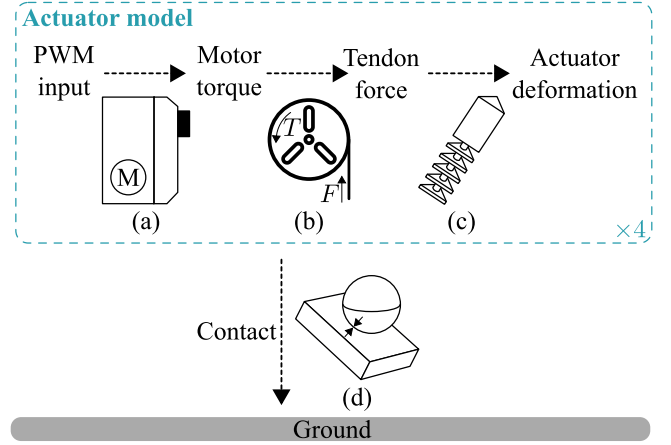 Actuator model
PWM input
Motor torque
Tendon force
Actuator deformation
M
T
F
(a)
(b)
(c)
×4
Contact
(d)
Ground